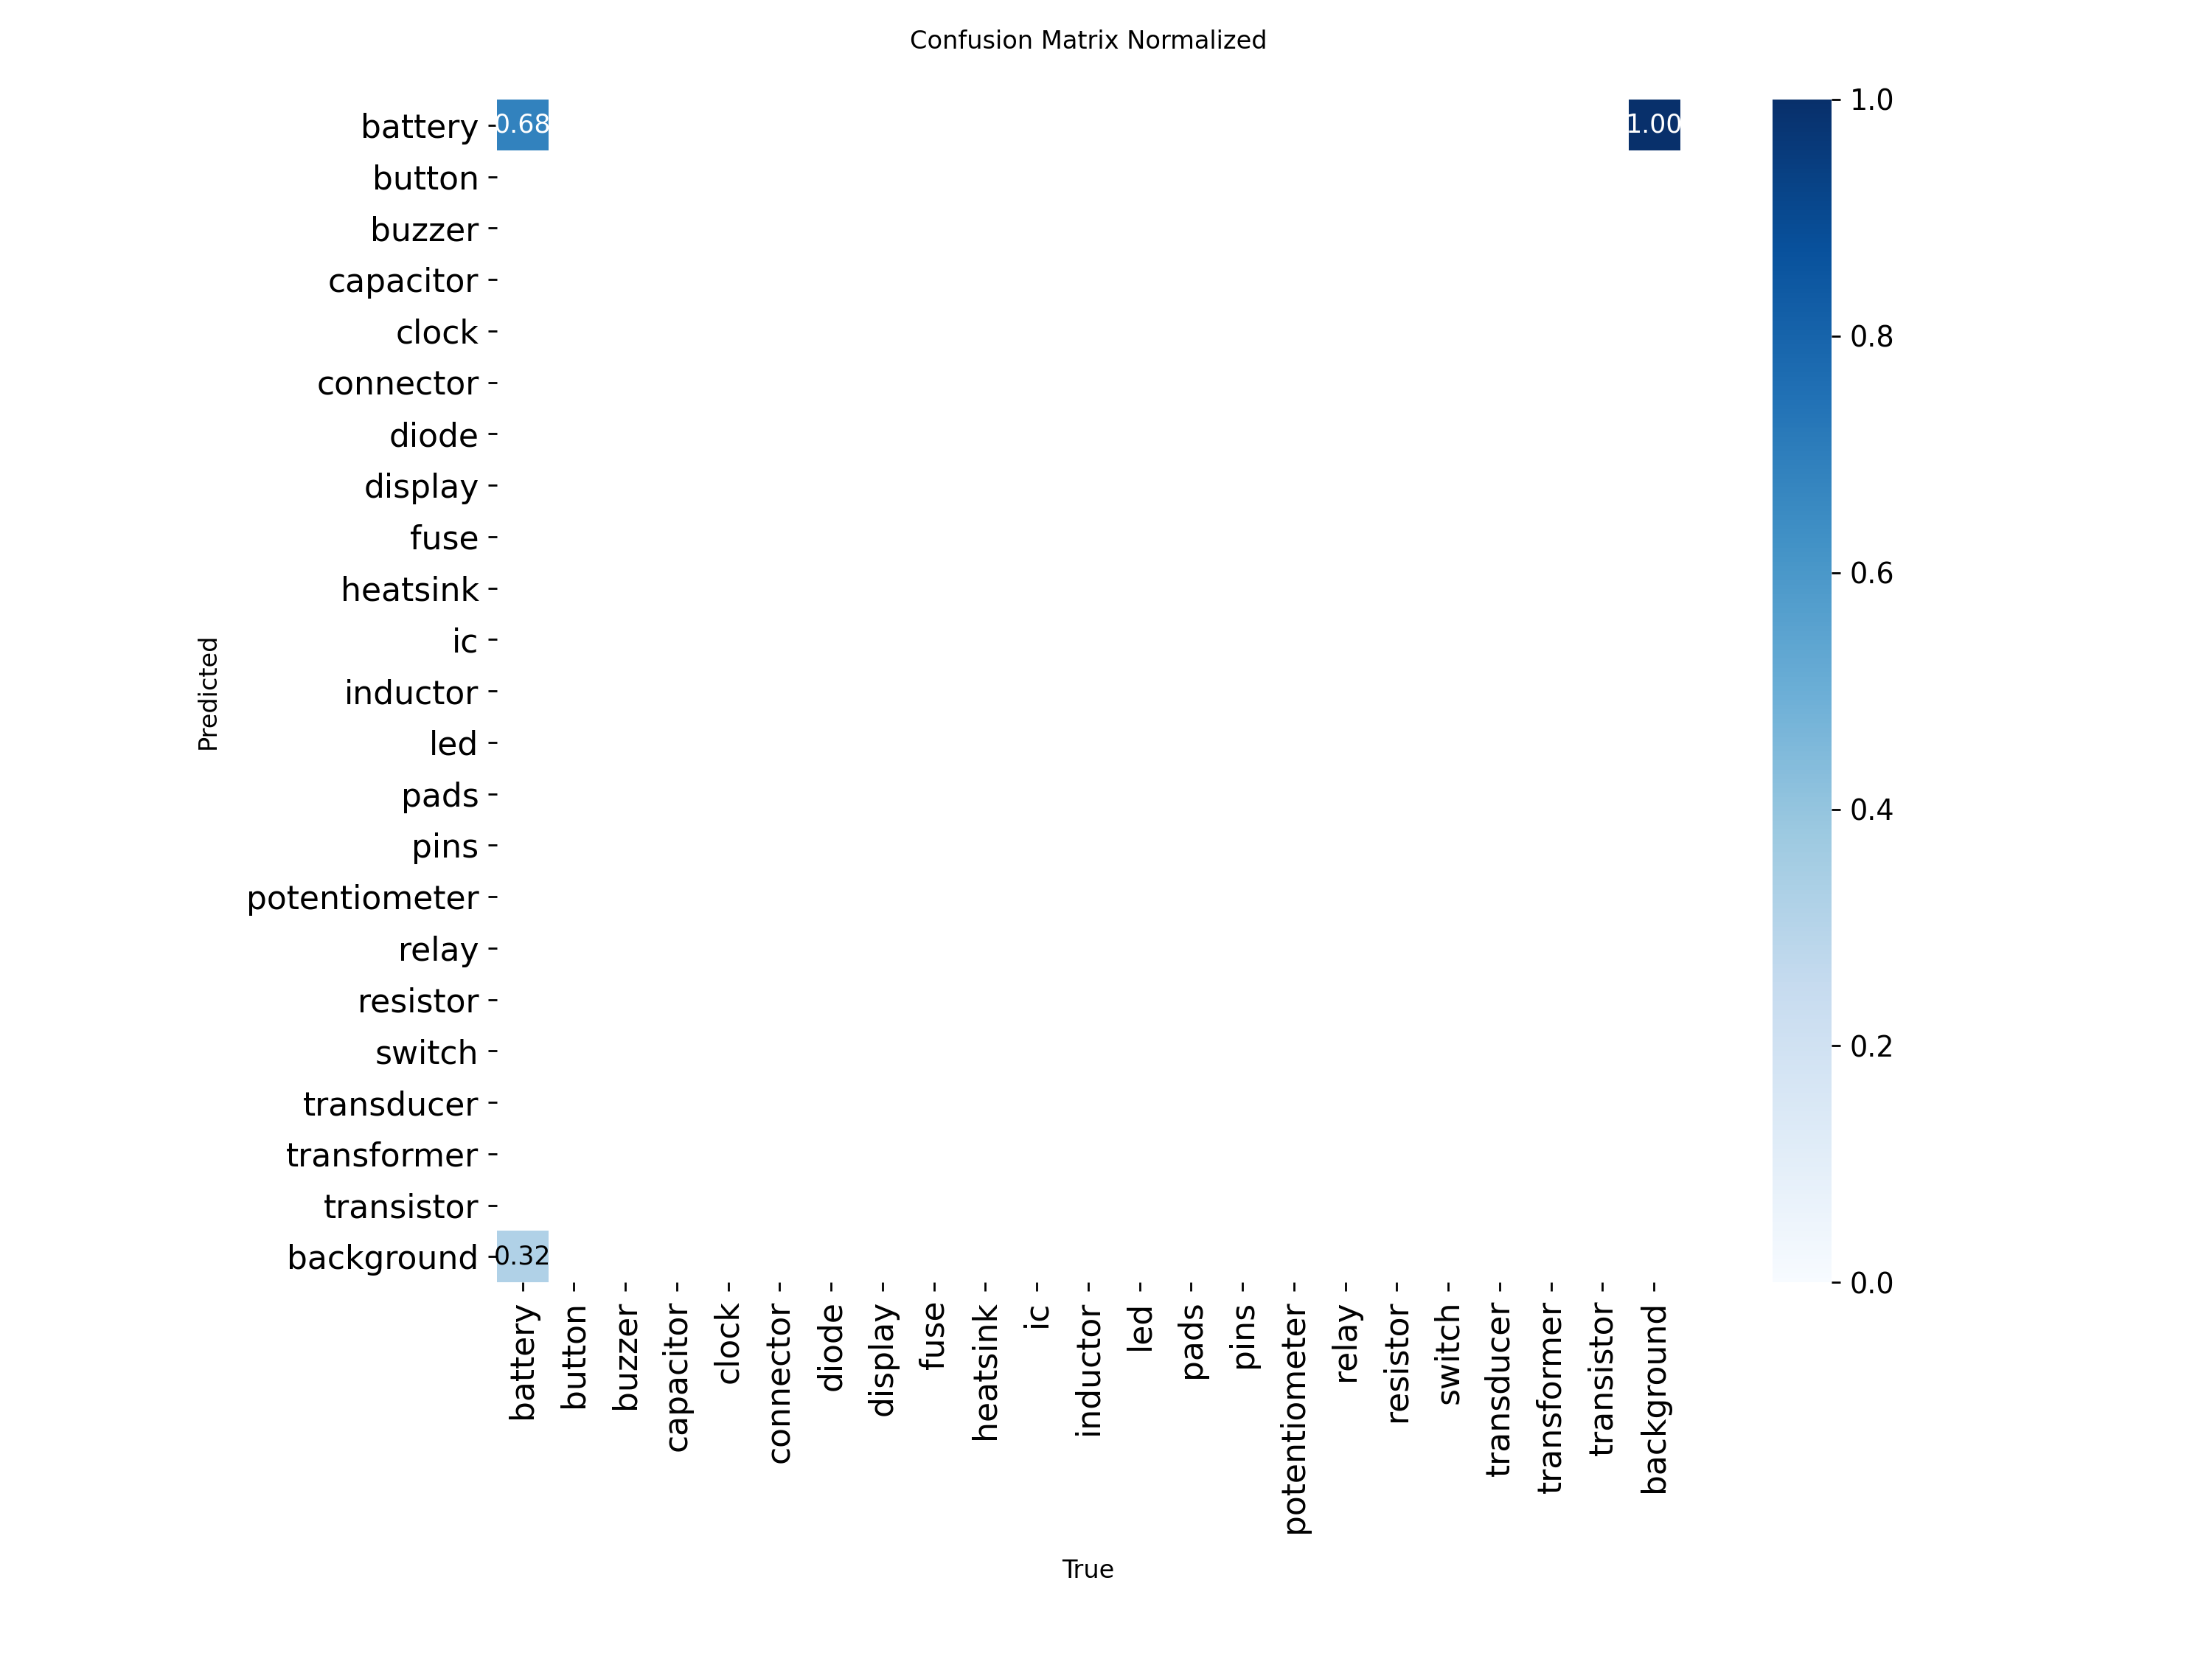 Confusion Matrix Normalized
battery
button
buzzer
capacitor
clock
connector
diode
display
fuse
heatsink
ic
inductor
led
pads
pins
potentiometer
relay
resistor
switch
transducer
transformer
transistor
background
Predicted
0.68
1.00
0.32
battery
button
buzzer
capacitor
clock
connector
diode
display
fuse
heatsink
ic
inductor
led
pads
pins
potentiometer
relay
resistor
switch
transducer
transformer
transistor
background
True
1.0
0.8
0.6
0.4
0.2
0.0